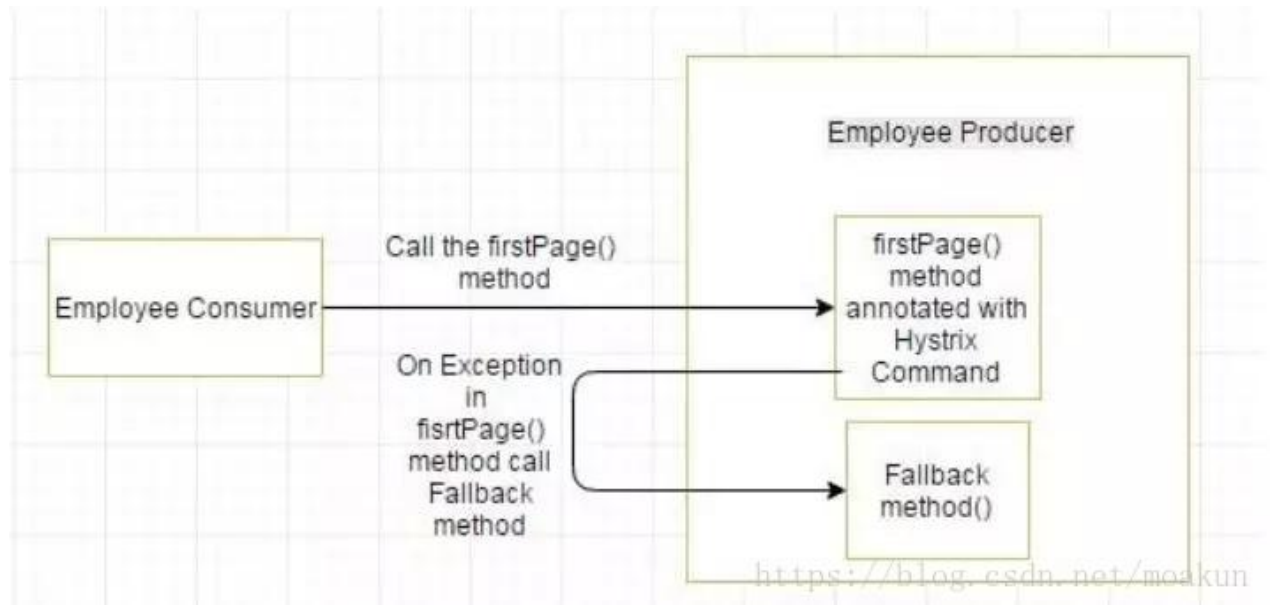 Employee Producer
Call the firstPage()
method
Employee Consumer
firstPage()
method
annotated with
Hystrix
Command
On Exception
in
fisrtPage()
method call
Fallback
method
Fallback
method()
https://blog.csdn.net/moakun